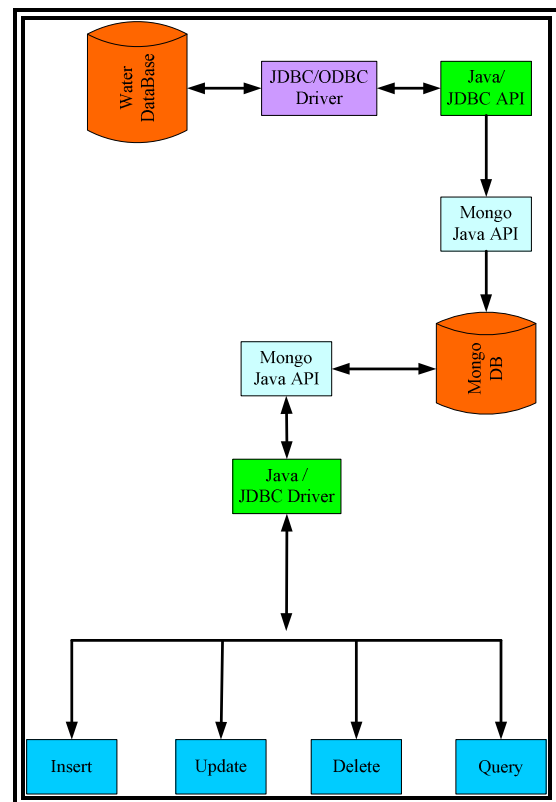 Water
DataBase
JDBC/ODBC
Driver
Java/
JDBC API
Mongo
Java API
Mongo
DB
Mongo
Java API
Java /
JDBC Driver
Insert
Update
Delete
Query